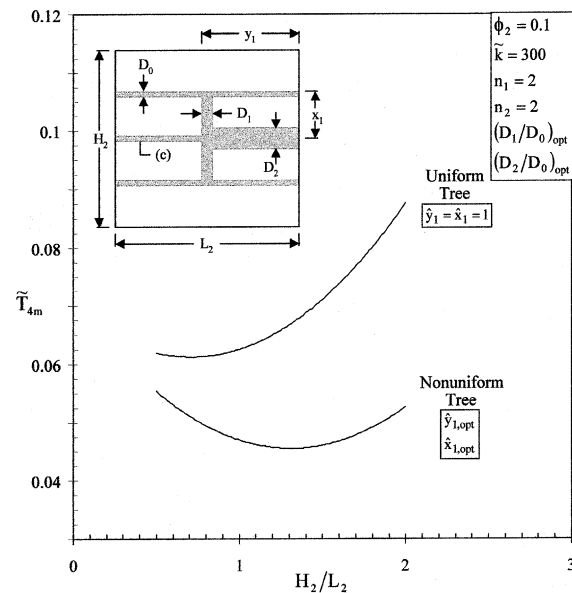 0.12
0.1
0.08
0.06
0.04
T̃₄ₘ
0
1
2
3
H₂/L₂
y₁
D₀
D₁
x₁
H₂
(c)
D₂
L₂
ϕ₂ = 0.1
k̃ = 300
n₁ = 2
n₂ = 2
(D₁/D₀)ₒₚₜ
(D₂/D₀)ₒₚₜ
Uniform
Tree
ŷ₁ = x̂₁ = 1
Nonuniform
Tree
ŷ₁,ₒₚₜ
x̂₁,ₒₚₜ